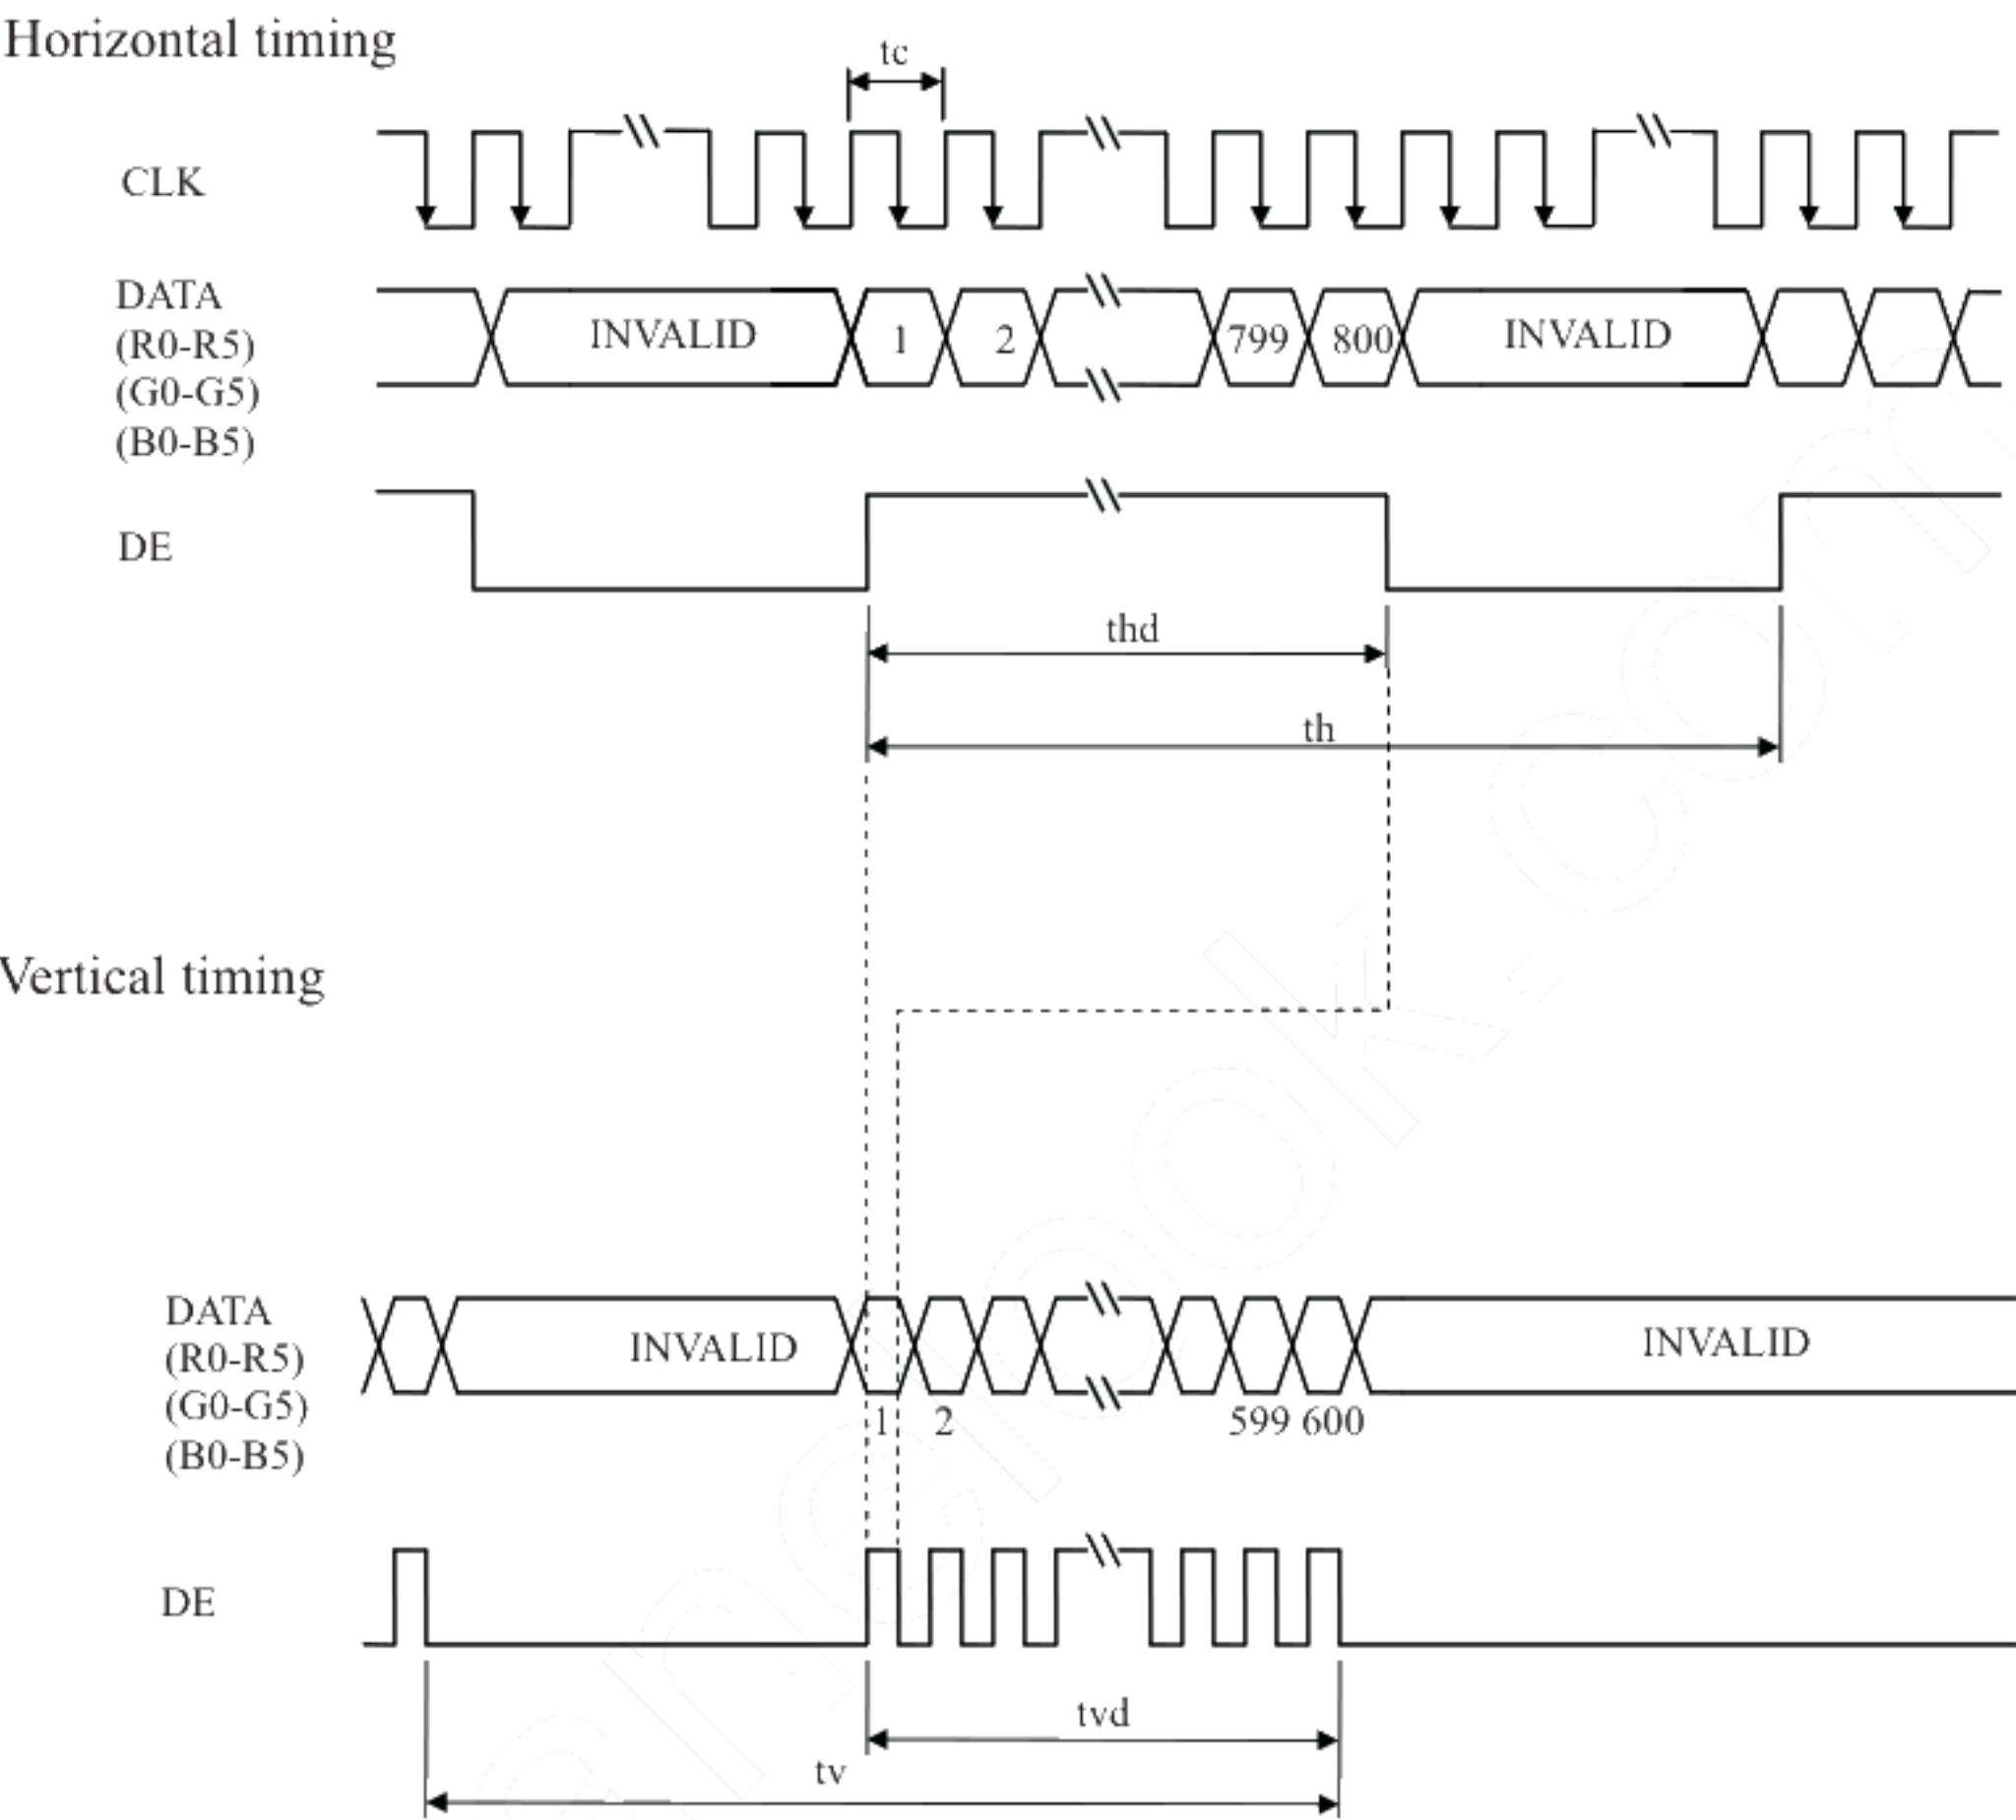 Horizontal timing
tc
CLK
DATA
(R0-R5)
(G0-G5)
(B0-B5)
INVALID
1
2
799
800
INVALID
DE
thd
th
Vertical timing
DATA
(R0-R5)
(G0-G5)
(B0-B5)
INVALID
INVALID
1
2
599
600
DE
tvd
tv